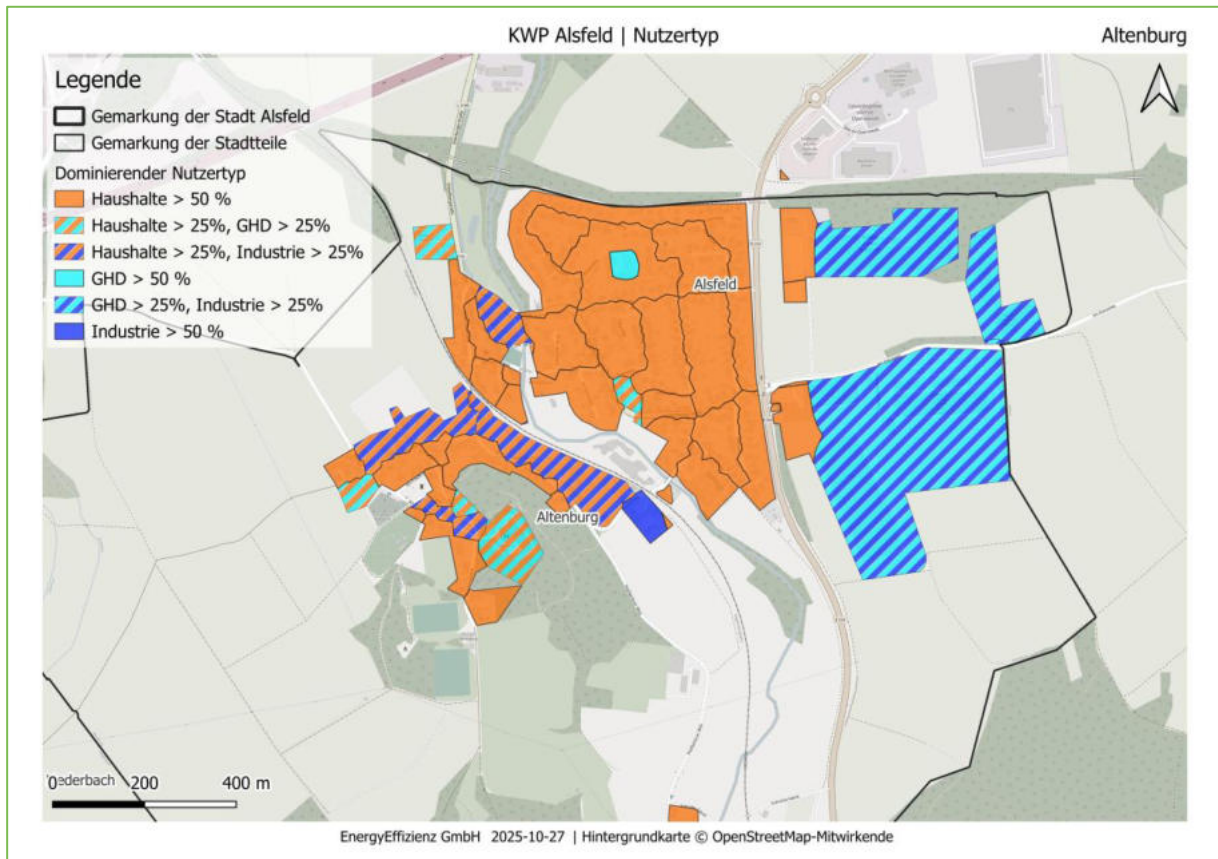 KWP Alsfeld | Nutzertyp
Altenburg
Legende
Gemarkung der Stadt Alsfeld
Gemarkung der Stadtteile
Dominierender Nutzertyp
Haushalte > 50 %
Haushalte > 25%, GHD > 25%
Haushalte > 25%, Industrie > 25%
GHD > 50 %
GHD > 25%, Industrie > 25%
Industrie > 50 %
Alsfeld
Altenburg
ederbach
0 200 400 m
EnergyEffizienz GmbH 2025-10-27 | Hintergrundkarte © OpenStreetMap-Mitwirkende